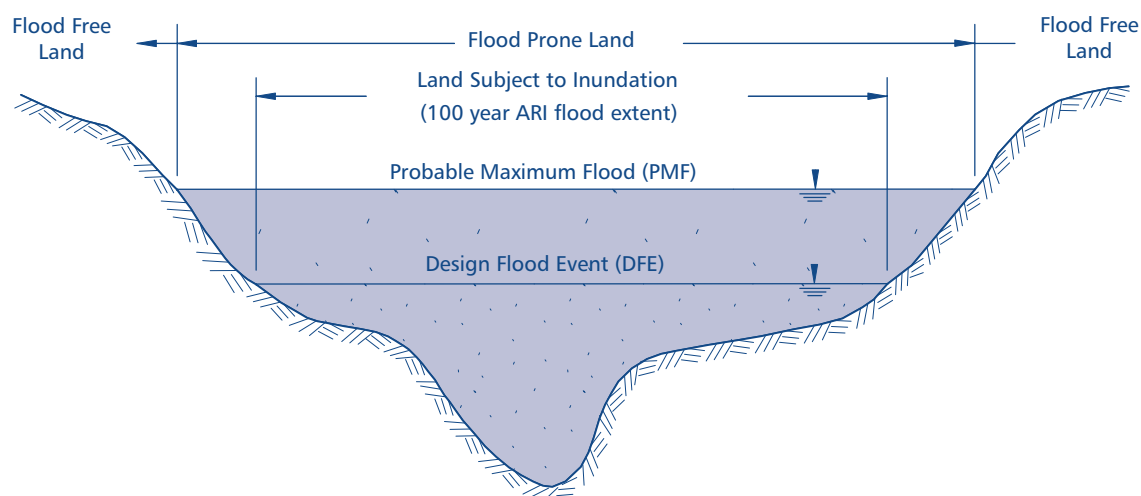 Flood Free
Land
Flood Prone Land
Flood Free
Land
Land Subject to Inundation
(100 year ARI flood extent)
Probable Maximum Flood (PMF)
Design Flood Event (DFE)